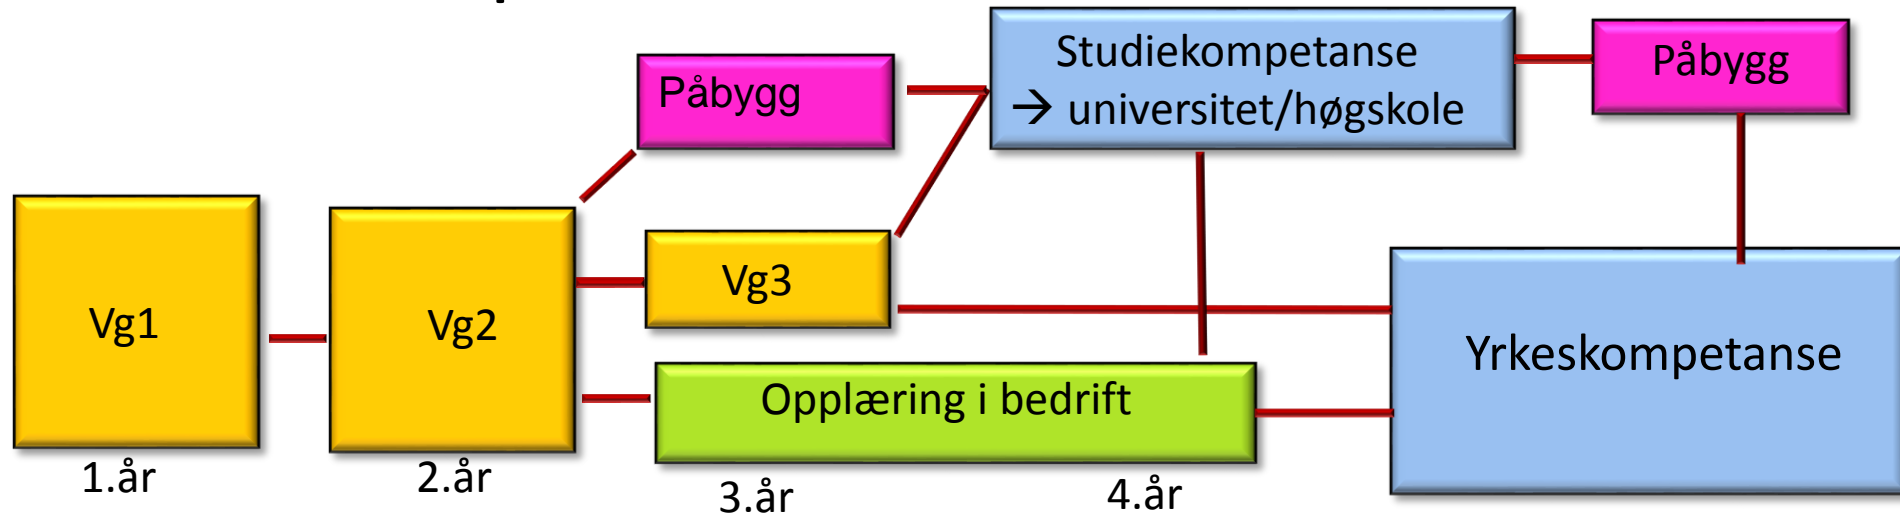 Påbygg
Studiekompetanse
→ universitet/høgskole
Påbygg
Vg1
Vg2
Vg3
Yrkeskompetanse
Opplæring i bedrift
1.år
2.år
3.år
4.år